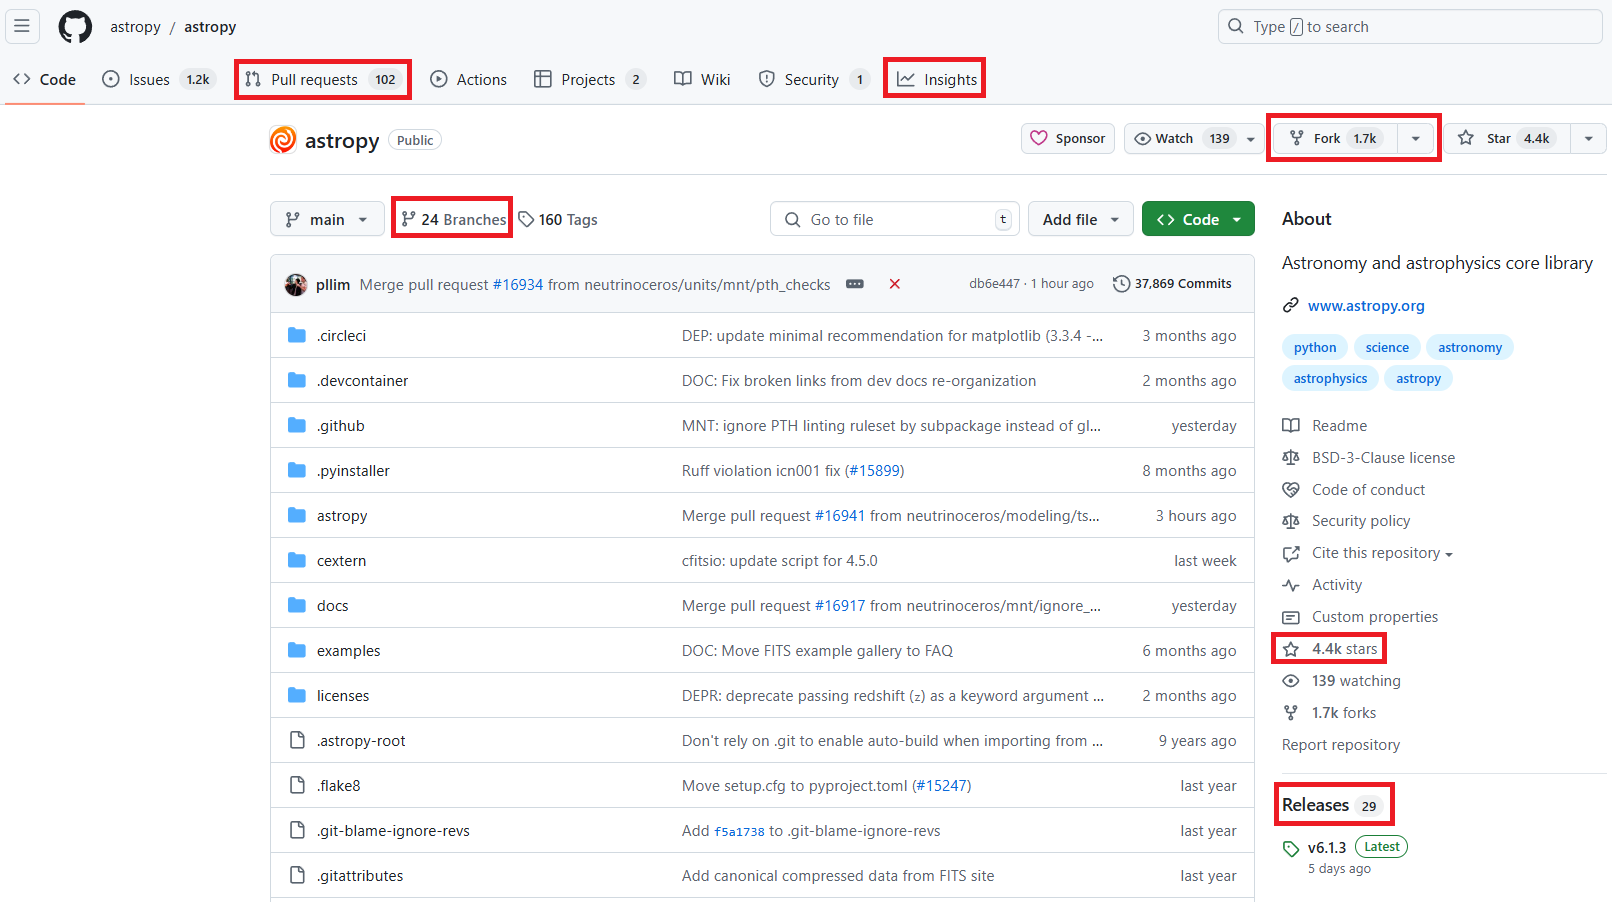 astropy / astropy
Type / to search
Code Issues 1.2k Pull requests 102 Actions Projects 2 Wiki Security 1 Insights
astropy Public
Sponsor Watch 139 Fork 1.7k Star 4.4k
main 24 Branches 160 Tags Go to file t Add file Code
pllim Merge pull request #16934 from neutrinoceros/units/mnt/pth_checks db6e447 · 1 hour ago 37,869 Commits
.circleci DEP: update minimal recommendation for matplotlib (3.3.4 -... 3 months ago
.devcontainer DOC: Fix broken links from dev docs re-organization 2 months ago
.github MNT: ignore PTH linting ruleset by subpackage instead of gl... yesterday
.pyinstaller Ruff violation icn001 fix (#15899) 8 months ago
astropy Merge pull request #16941 from neutrinoceros/modeling/ts... 3 hours ago
cextern cfitsio: update script for 4.5.0 last week
docs Merge pull request #16917 from neutrinoceros/mnt/ignore_... yesterday
examples DOC: Move FITS example gallery to FAQ 6 months ago
licenses DEPR: deprecate passing redshift (z) as a keyword argument ... 2 months ago
.astropy-root Don't rely on .git to enable auto-build when importing from ... 9 years ago
.flake8 Move setup.cfg to pyproject.toml (#15247) last year
.git-blame-ignore-revs Add f5a1738 to .git-blame-ignore-revs last year
.gitattributes Add canonical compressed data from FITS site last year
About
Astronomy and astrophysics core library
www.astropy.org
python science astronomy
astrophysics astropy
Readme
BSD-3-Clause license
Code of conduct
Security policy
Cite this repository
Activity
Custom properties
4.4k stars
139 watching
1.7k forks
Report repository
Releases 29
v6.1.3 Latest
5 days ago